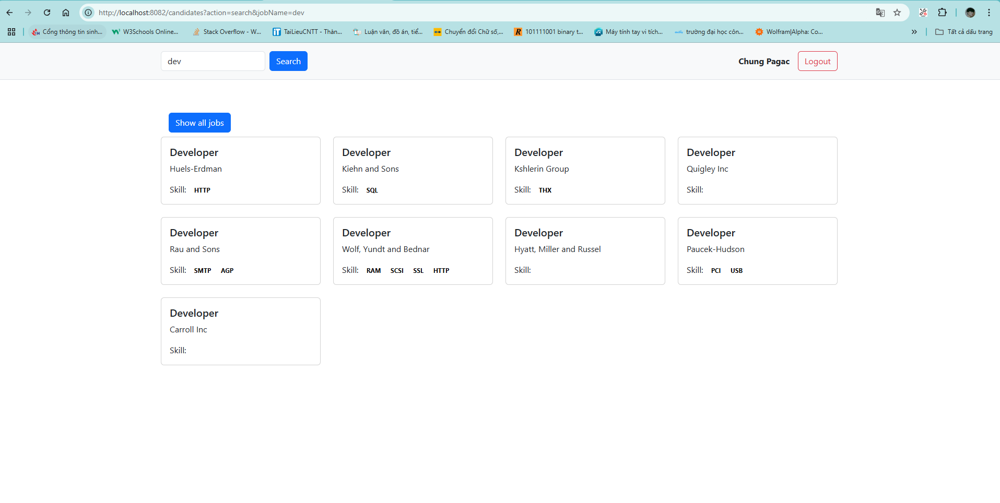 http://localhost:8082/candidates?action=search&jobName=dev
Cổng thông tin sinh... W3Schools Online... Stack Overflow - W... TaiLieuCNTT - Thàn... Luận văn, đồ án, tiể... Chuyển đổi Chữ số,... 101111001 binary t... Máy tính tay vi tích... trường đại học côn... Wolfram|Alpha: Co... Tất cả dấu trang
dev Search Chung Pagac Logout
Show all jobs
Developer
Huels-Erdman
Skill: HTTP
Developer
Kiehn and Sons
Skill: SQL
Developer
Kshlerin Group
Skill: THX
Developer
Quigley Inc
Skill:
Developer
Rau and Sons
Skill: SMTP AGP
Developer
Wolf, Yundt and Bednar
Skill: RAM SCSI SSL HTTP
Developer
Hyatt, Miller and Russel
Skill:
Developer
Paucek-Hudson
Skill: PCI USB
Developer
Carroll Inc
Skill: